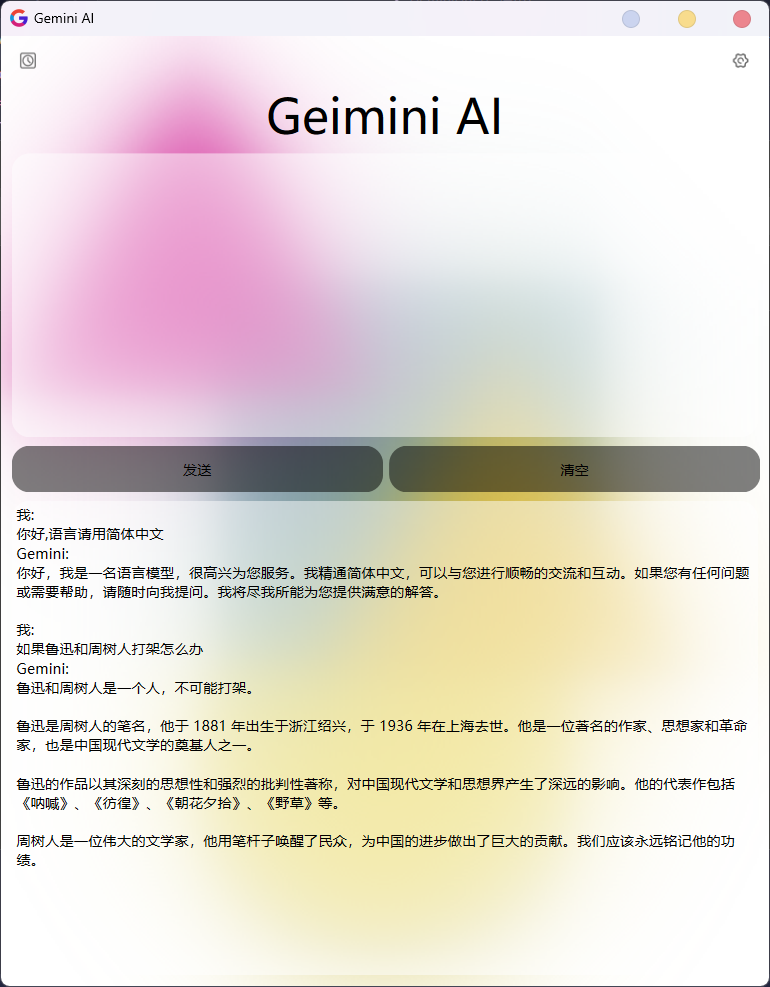 Gemini AI
Geimini AI
发送
清空
我:
你好,语言请用简体中文
Gemini:
你好，我是一名语言模型，很高兴为您服务。我精通简体中文，可以与您进行顺畅的交流和互动。如果您有任何问题
或需要帮助，请随时向我提问。我将尽我所能为您提供满意的解答。
我:
如果鲁迅和周树人打架怎么办
Gemini:
鲁迅和周树人是一个人，不可能打架。
鲁迅是周树人的笔名，他于 1881 年出生于浙江绍兴，于 1936 年在上海去世。他是一位著名的作家、思想家和革命
家，也是中国现代文学的奠基人之一。
鲁迅的作品以其深刻的思想性和强烈的批判性著称，对中国现代文学和思想界产生了深远的影响。他的代表作包括
《呐喊》、《彷徨》、《朝花夕拾》、《野草》等。
周树人是一位伟大的文学家，他用笔杆子唤醒了民众，为中国的进步做出了巨大的贡献。我们应该永远铭记他的功
绩。